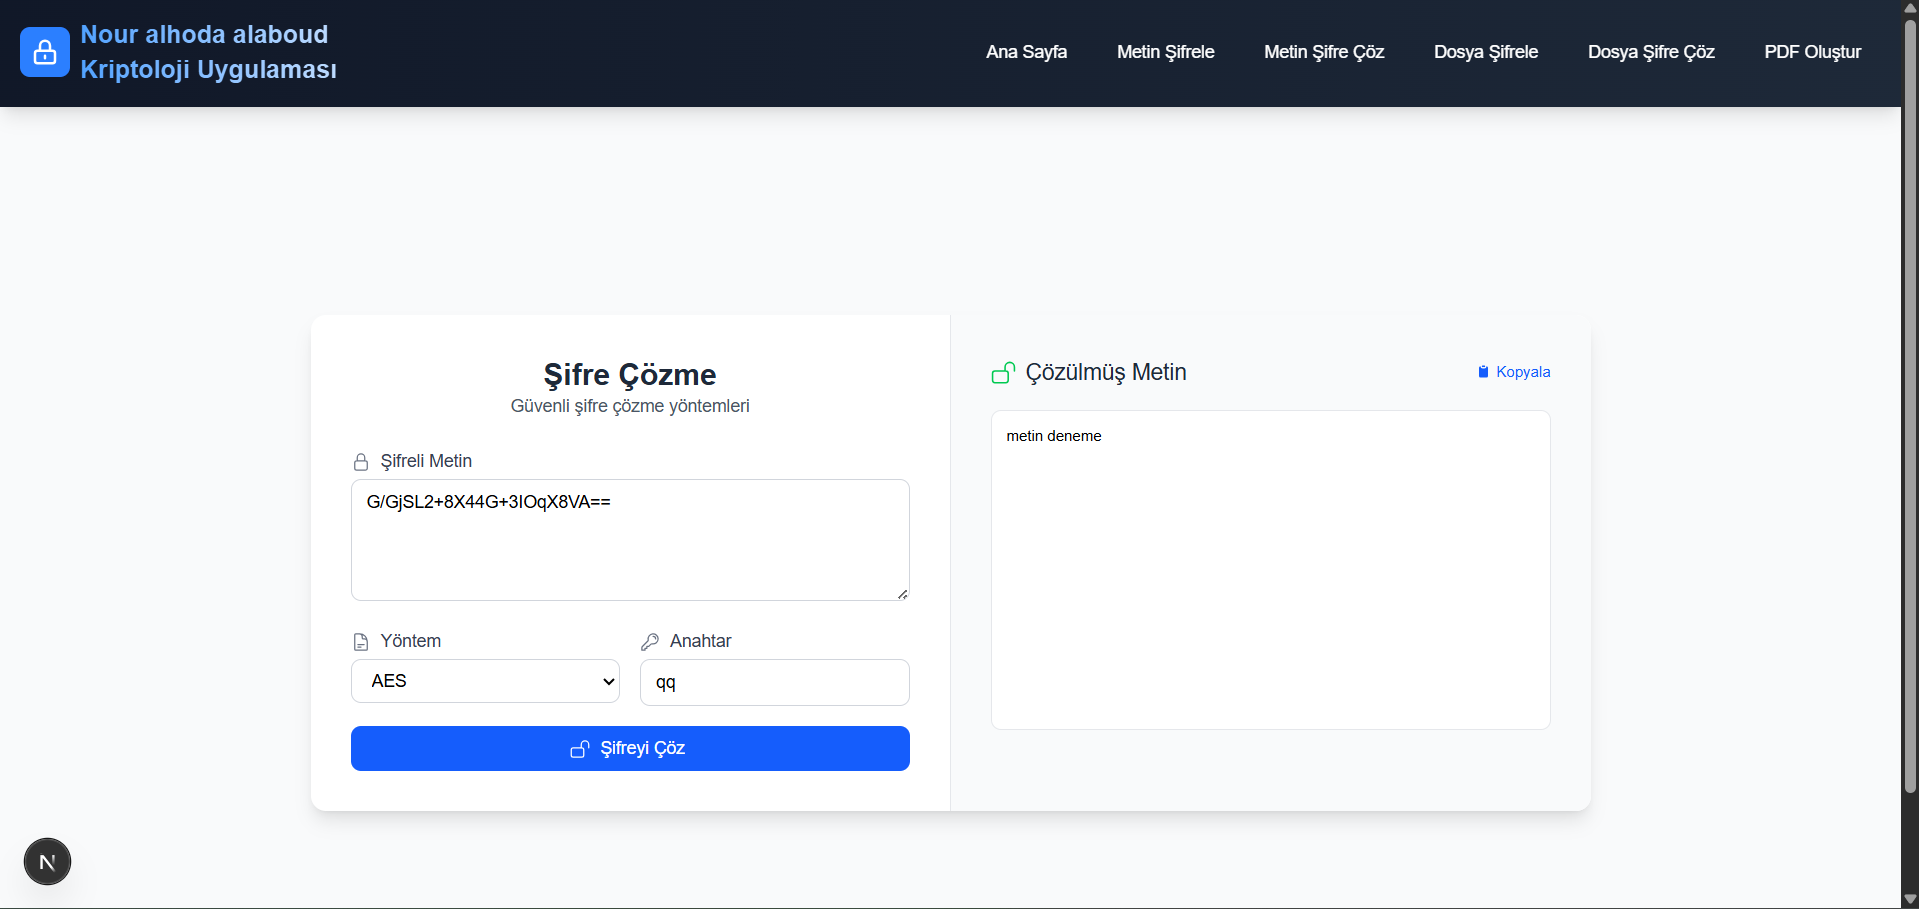 Nour alhoda alaboud
Kriptoloji Uygulaması
Ana Sayfa
Metin Şifrele
Metin Şifre Çöz
Dosya Şifrele
Dosya Şifre Çöz
PDF Oluştur
Şifre Çözme
Güvenli şifre çözme yöntemleri
Şifreli Metin
G/GjSL2+8X44G+3IOqX8VA==
Yöntem
AES
Anahtar
qq
Şifreyi Çöz
Çözülmüş Metin
Kopyala
metin deneme
N